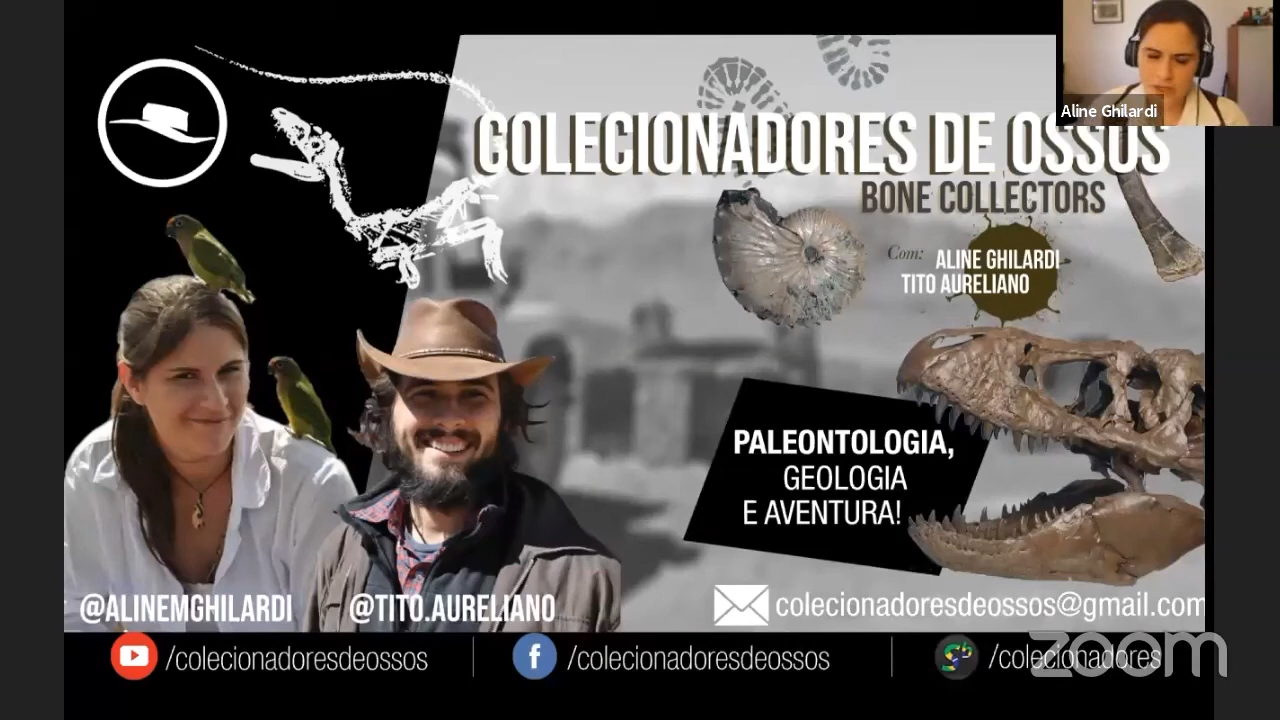 Aline Ghilardi
COLECIONADORES DE OSSOS
BONE COLLECTORS
Com: ALINE GHILARDI
TITO AURELIANO
PALEONTOLOGIA,
GEOLOGIA
E AVENTURA!
@ALINEMGHILARDI
@TITO.AURELIANO
colecionadoresdeossos@gmail.com
/colecionadoresdeossos
/colecionadoresdeossos
/colecionadores
zoom